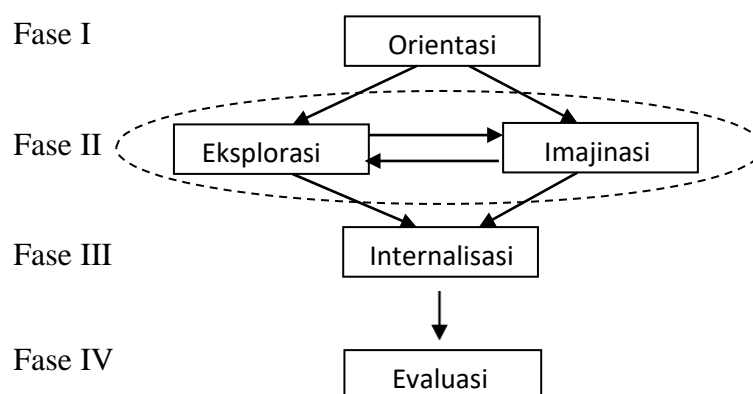 Fase I
Orientasi
Fase II
Eksplorasi
Imajinasi
Fase III
Internalisasi
Fase IV
Evaluasi